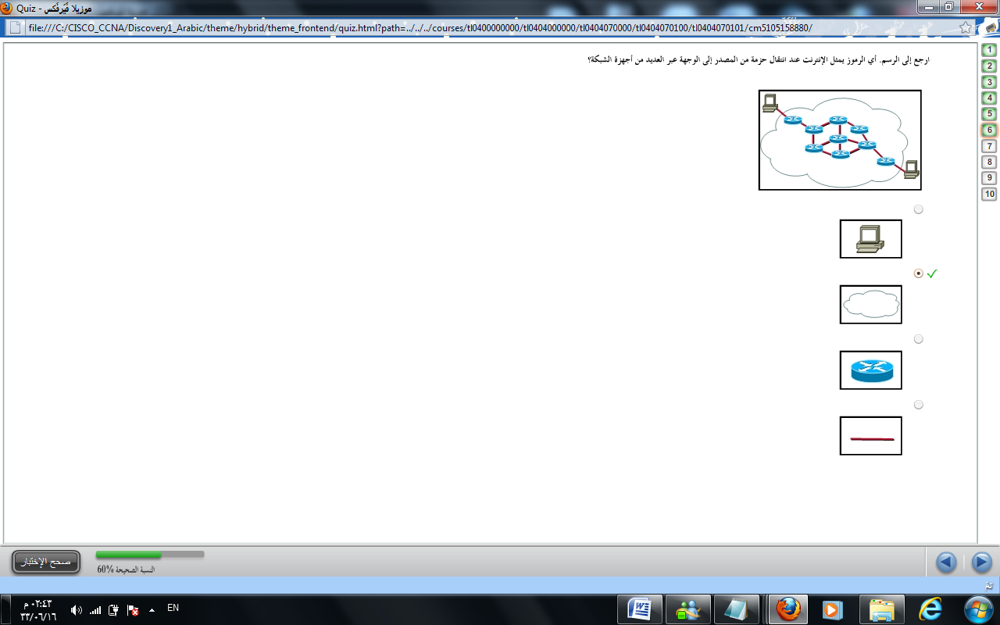 Quiz - موزيلا فَيَرفُكس
file:///C:/CISCO_CCNA/Discovery1_Arabic/theme/hybrid/theme_frontend/quiz.html?path=../../../courses/tl0400000000/tl0404000000/tl0404070000/tl0404070100/tl0404070101/cm5105158880/
ارجع إلى الرسم. أي الرموز يمثل الإنترنت عند انتقال حزمة من المصدر إلى الوجهة عبر العديد من أجهزة الشبكة؟
1
2
3
4
5
6
7
8
9
10
صحح الإختبار
النسبة الصحيحة 60%
EN
٠٢:٤٣ م
٣٣/٠٦/١٦